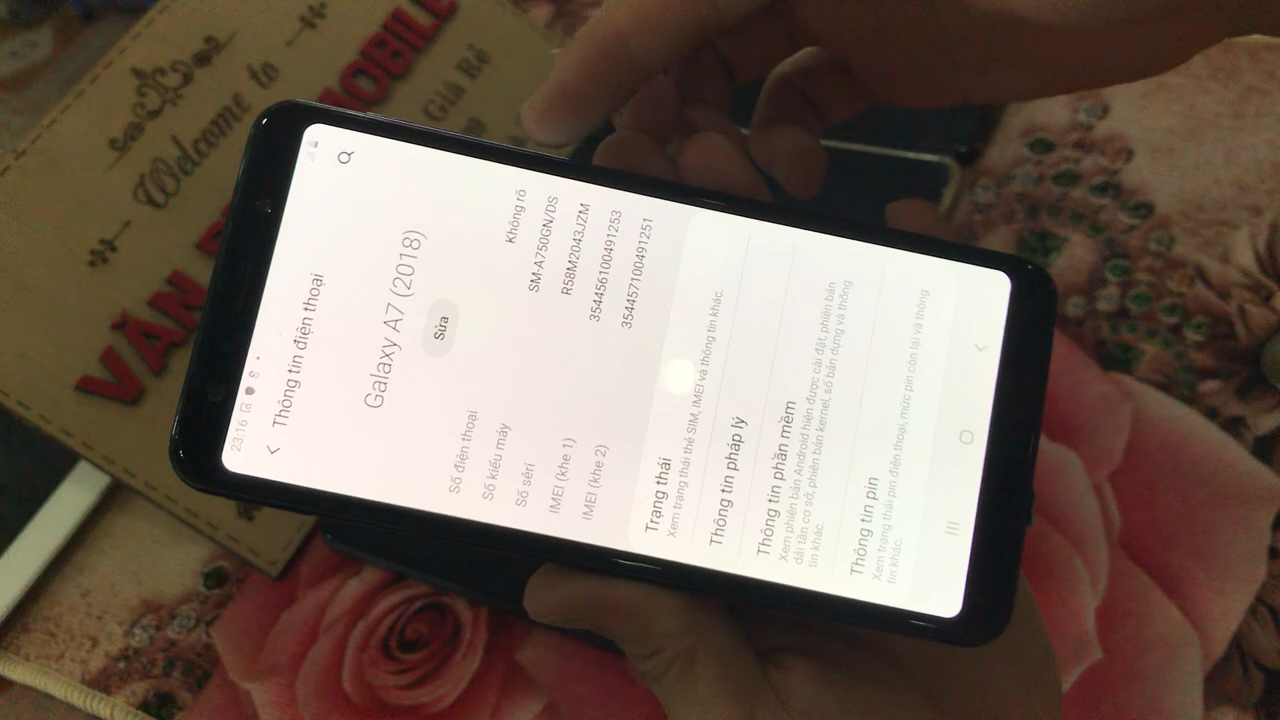 Welcome to
VĂN
MOBILE
Giá Rẻ
23:16
Thông tin điện thoại
Galaxy A7 (2018)
Sửa
Số điện thoại Không rõ
Số kiểu máy SM-A750GN/DS
Số sêri R58M2043JZM
IMEI (khe 1) 354456100491253
IMEI (khe 2) 354457100491251
Trạng thái
Xem trạng thái thẻ SIM, IMEI và thông tin khác.
Thông tin pháp lý
Thông tin phần mềm
Xem phiên bản Android hiện được cài đặt, phiên bản
dải tần cơ sở, phiên bản kernel, số bản dựng và thông
tin khác.
Thông tin pin
Xem trạng thái pin điện thoại, mức pin còn lại và thông
tin khác.